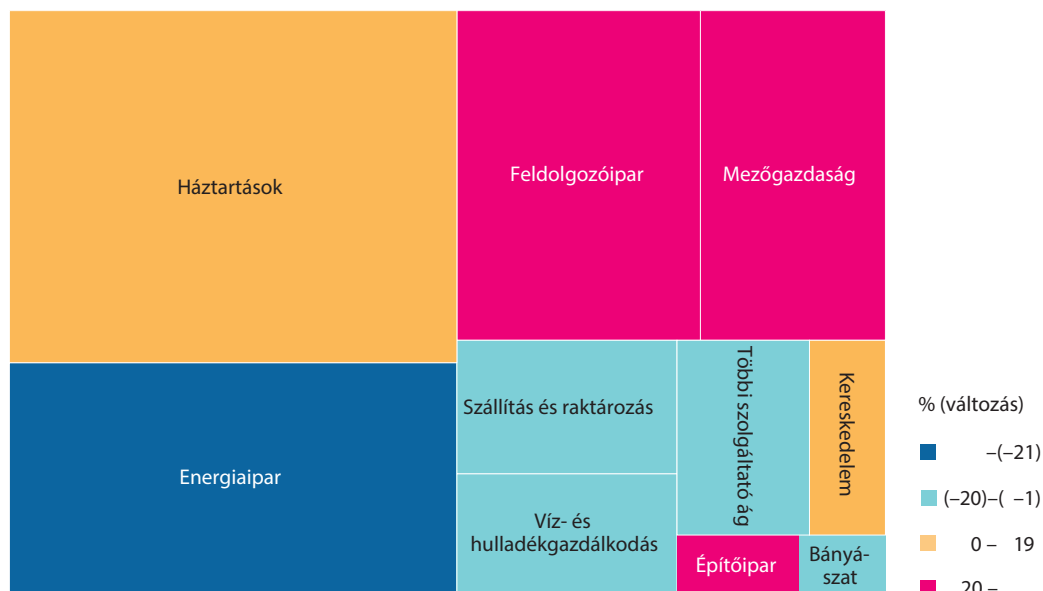 Háztartások
Feldolgozóipar
Mezőgazdaság
Energiaipar
Szállítás és raktározás
Víz- és
hulladékgazdálkodás
Többi szolgáltató ág
Kereskedelem
Építőipar
Bányá-
szat
% (változás)
–(–21)
(–20)–( –1)
0 – 19
20 –